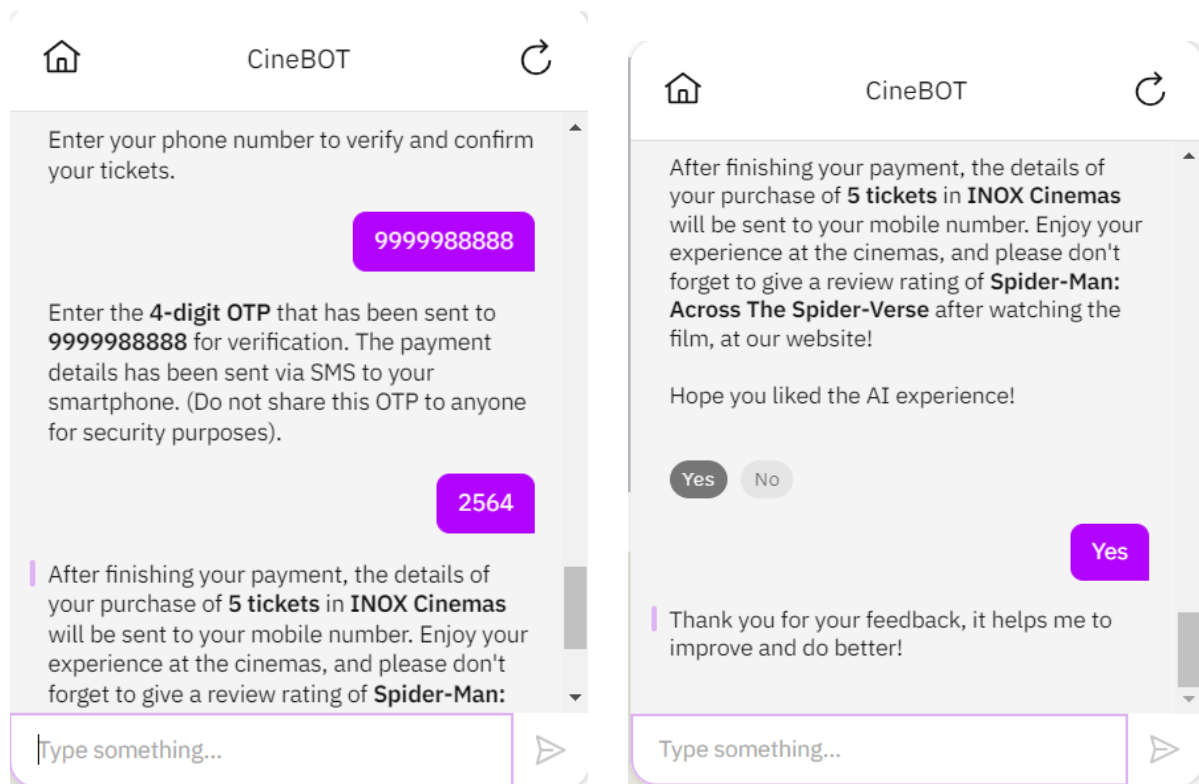 CineBOT
Enter your phone number to verify and confirm
your tickets.
9999988888
Enter the 4-digit OTP that has been sent to
9999988888 for verification. The payment
details has been sent via SMS to your
smartphone. (Do not share this OTP to anyone
for security purposes).
2564
After finishing your payment, the details of
your purchase of 5 tickets in INOX Cinemas
will be sent to your mobile number. Enjoy your
experience at the cinemas, and please don't
forget to give a review rating of Spider-Man:
Type something...
CineBOT
After finishing your payment, the details of
your purchase of 5 tickets in INOX Cinemas
will be sent to your mobile number. Enjoy your
experience at the cinemas, and please don't
forget to give a review rating of Spider-Man:
Across The Spider-Verse after watching the
film, at our website!
Hope you liked the AI experience!
Yes No
Yes
Thank you for your feedback, it helps me to
improve and do better!
Type something...